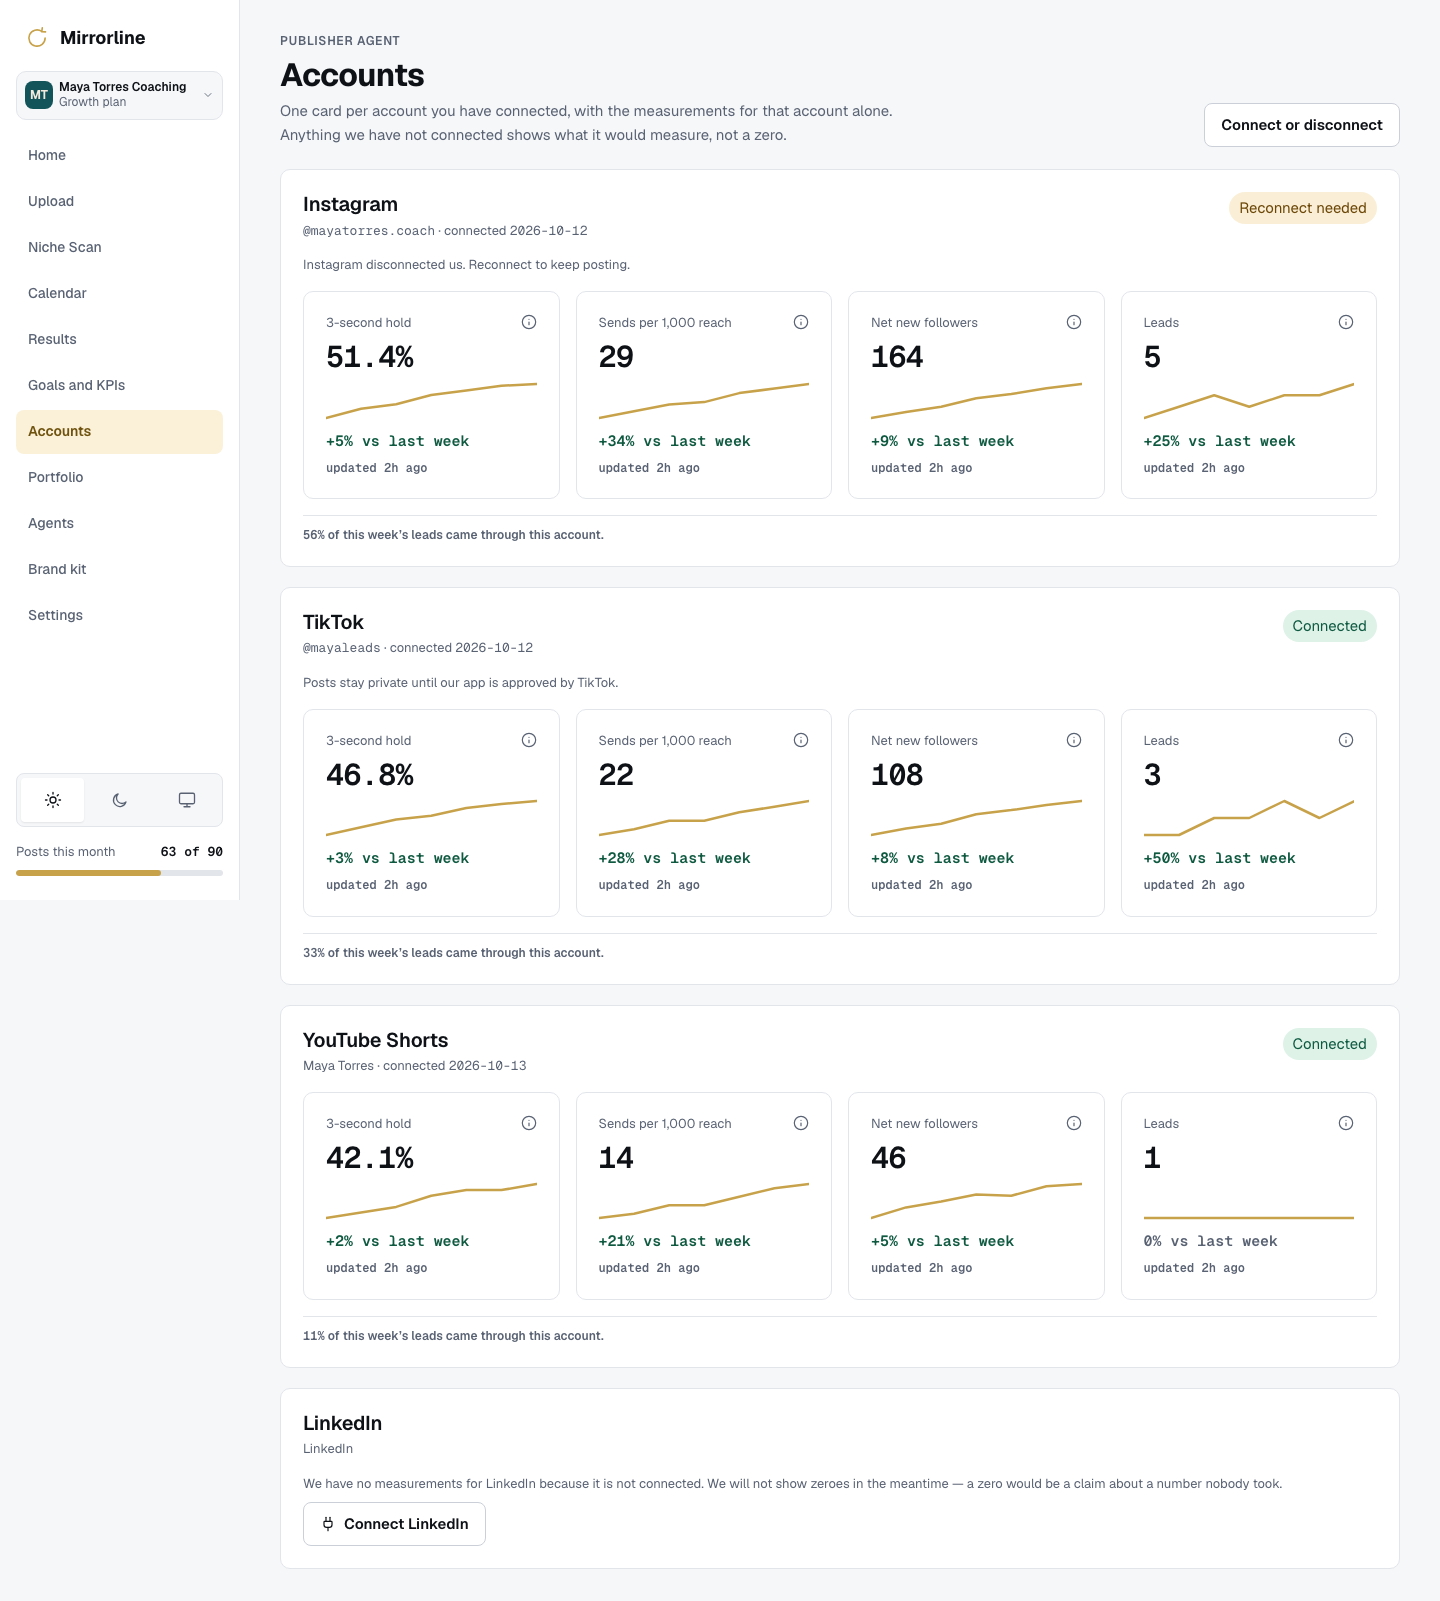 Mirrorline
MT
Maya Torres Coaching
Growth plan
Home
Upload
Niche Scan
Calendar
Results
Goals and KPIs
Accounts
Portfolio
Agents
Brand kit
Settings
Posts this month 63 of 90
PUBLISHER AGENT
Accounts
One card per account you have connected, with the measurements for that account alone.
Anything we have not connected shows what it would measure, not a zero.
Connect or disconnect
Instagram
Reconnect needed
@mayatorres.coach · connected 2026-10-12
Instagram disconnected us. Reconnect to keep posting.
3-second hold
51.4%
+5% vs last week
updated 2h ago
Sends per 1,000 reach
29
+34% vs last week
updated 2h ago
Net new followers
164
+9% vs last week
updated 2h ago
Leads
5
+25% vs last week
updated 2h ago
56% of this week's leads came through this account.
TikTok
Connected
@mayaleads · connected 2026-10-12
Posts stay private until our app is approved by TikTok.
3-second hold
46.8%
+3% vs last week
updated 2h ago
Sends per 1,000 reach
22
+28% vs last week
updated 2h ago
Net new followers
108
+8% vs last week
updated 2h ago
Leads
3
+50% vs last week
updated 2h ago
33% of this week's leads came through this account.
YouTube Shorts
Connected
Maya Torres · connected 2026-10-13
3-second hold
42.1%
+2% vs last week
updated 2h ago
Sends per 1,000 reach
14
+21% vs last week
updated 2h ago
Net new followers
46
+5% vs last week
updated 2h ago
Leads
1
0% vs last week
updated 2h ago
11% of this week's leads came through this account.
LinkedIn
LinkedIn
We have no measurements for LinkedIn because it is not connected. We will not show zeroes in the meantime — a zero would be a claim about a number nobody took.
Connect LinkedIn